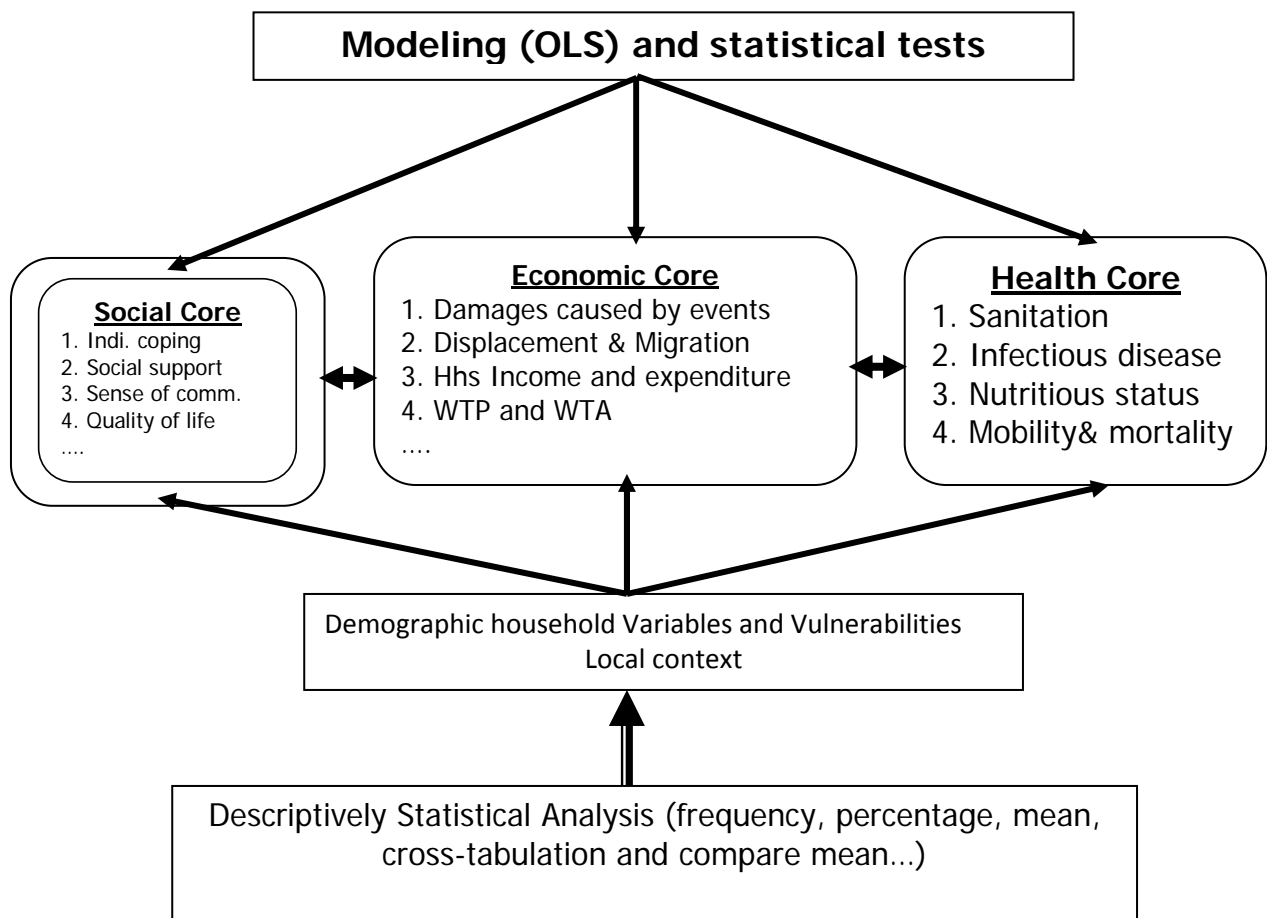 Modeling (OLS) and statistical tests
Social Core
1. Indi. coping
2. Social support
3. Sense of comm.
4. Quality of life
....
Economic Core
1. Damages caused by events
2. Displacement & Migration
3. Hhs Income and expenditure
4. WTP and WTA
....
Health Core
1. Sanitation
2. Infectious disease
3. Nutritious status
4. Mobility& mortality
Demographic household Variables and Vulnerabilities
Local context
Descriptively Statistical Analysis (frequency, percentage, mean,
cross-tabulation and compare mean...)